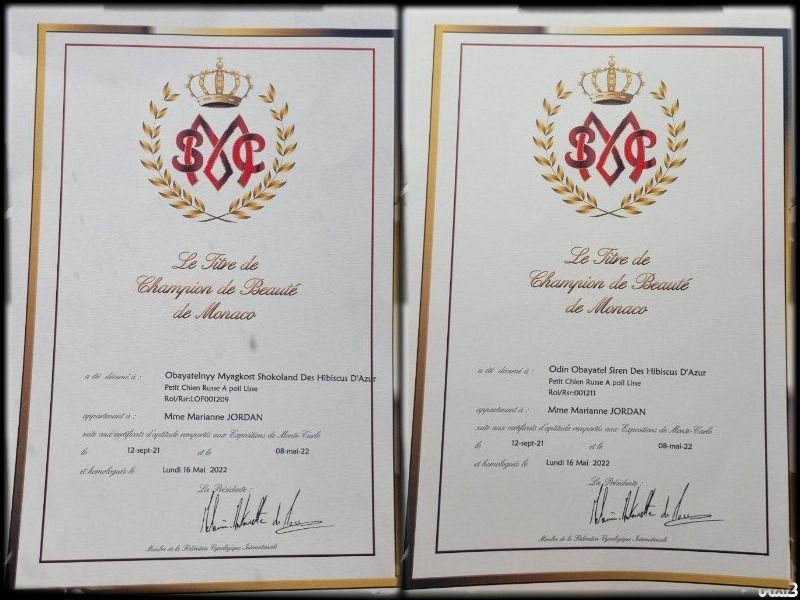 B C
Le Titre de
Champion de Beauté
de Monaco
a été décerné à : Obayatelnyy Myagkost Shokoland Des Hibiscus D'Azur
Petit Chien Russe A poil Lisse
Roi/Rsr:LOF001209
appartenant à : Mme Marianne JORDAN
suite aux certificats d'aptitude remportés aux Expositions de Monte-Carlo
le 12-sept-21 et le 08-mai-22
et homologués le Lundi 16 Mai 2022
La Présidente :
Membre de la Fédération Cynologique Internationale
B C
Le Titre de
Champion de Beauté
de Monaco
a été décerné à : Odin Obayatel Siren Des Hibiscus D'Azur
Petit Chien Russe A poil Lisse
Roi/Rsr:001211
appartenant à : Mme Marianne JORDAN
suite aux certificats d'aptitude remportés aux Expositions de Monte-Carlo
le 12-sept-21 et le 08-mai-22
et homologués le Lundi 16 Mai 2022
La Présidente :
Membre de la Fédération Cynologique Internationale